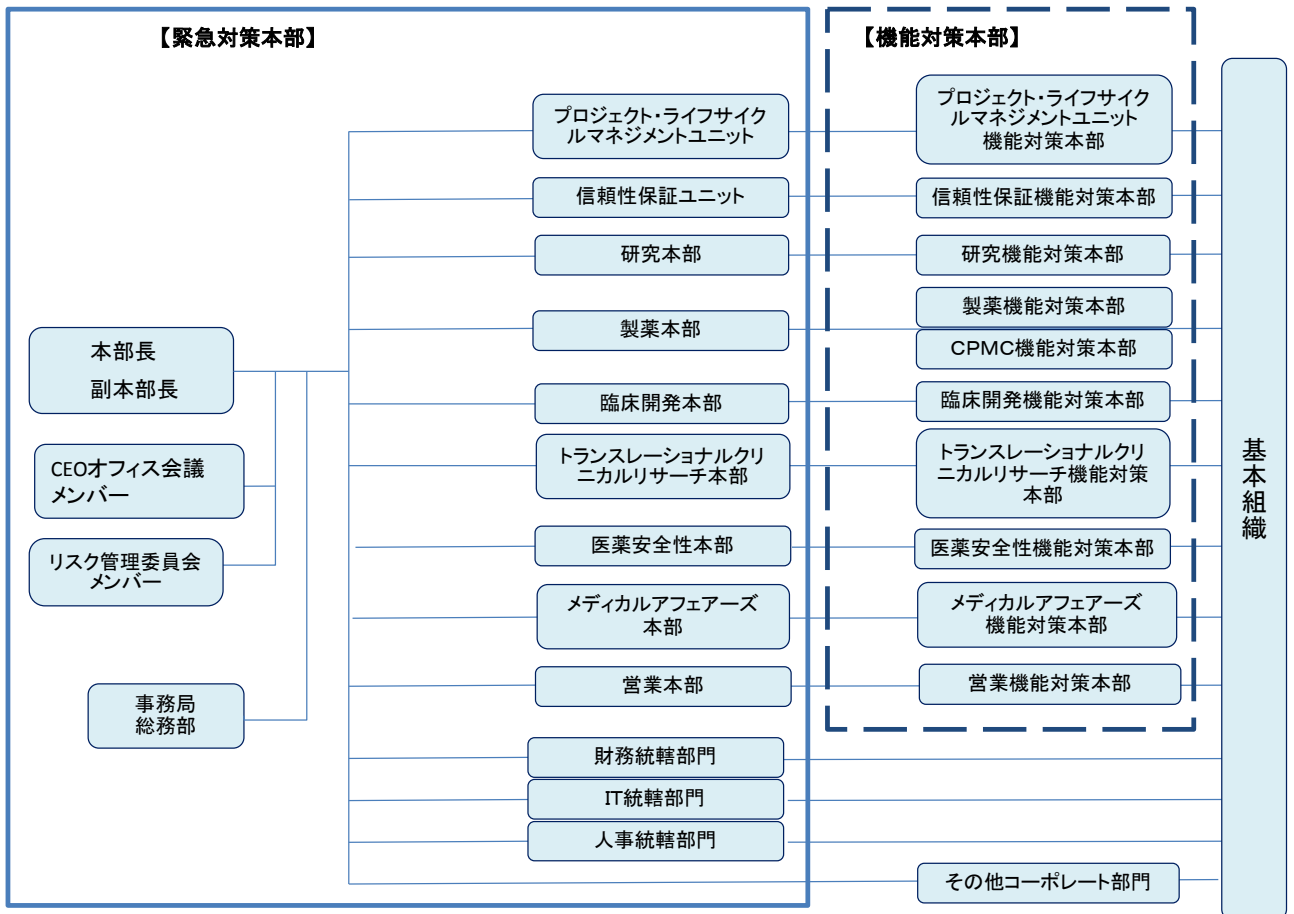 【緊急対策本部】
【機能対策本部】
本部長
副本部長
CEOオフィス会議
メンバー
リスク管理委員会
メンバー
事務局
総務部
プロジェクト・ライフサイク
ルマネジメントユニット
信頼性保証ユニット
研究本部
製薬本部
臨床開発本部
トランスレーショナルクリ
ニカルリサーチ本部
医薬安全性本部
メディカルアフェアーズ
本部
営業本部
財務統轄部門
IT統轄部門
人事統轄部門
プロジェクト・ライフサイク
ルマネジメントユニット
機能対策本部
信頼性保証機能対策本部
研究機能対策本部
製薬機能対策本部
CPMC機能対策本部
臨床開発機能対策本部
トランスレーショナルクリ
ニカルリサーチ機能対策
本部
医薬安全性機能対策本部
メディカルアフェアーズ
機能対策本部
営業機能対策本部
その他コーポレート部門
基本組織